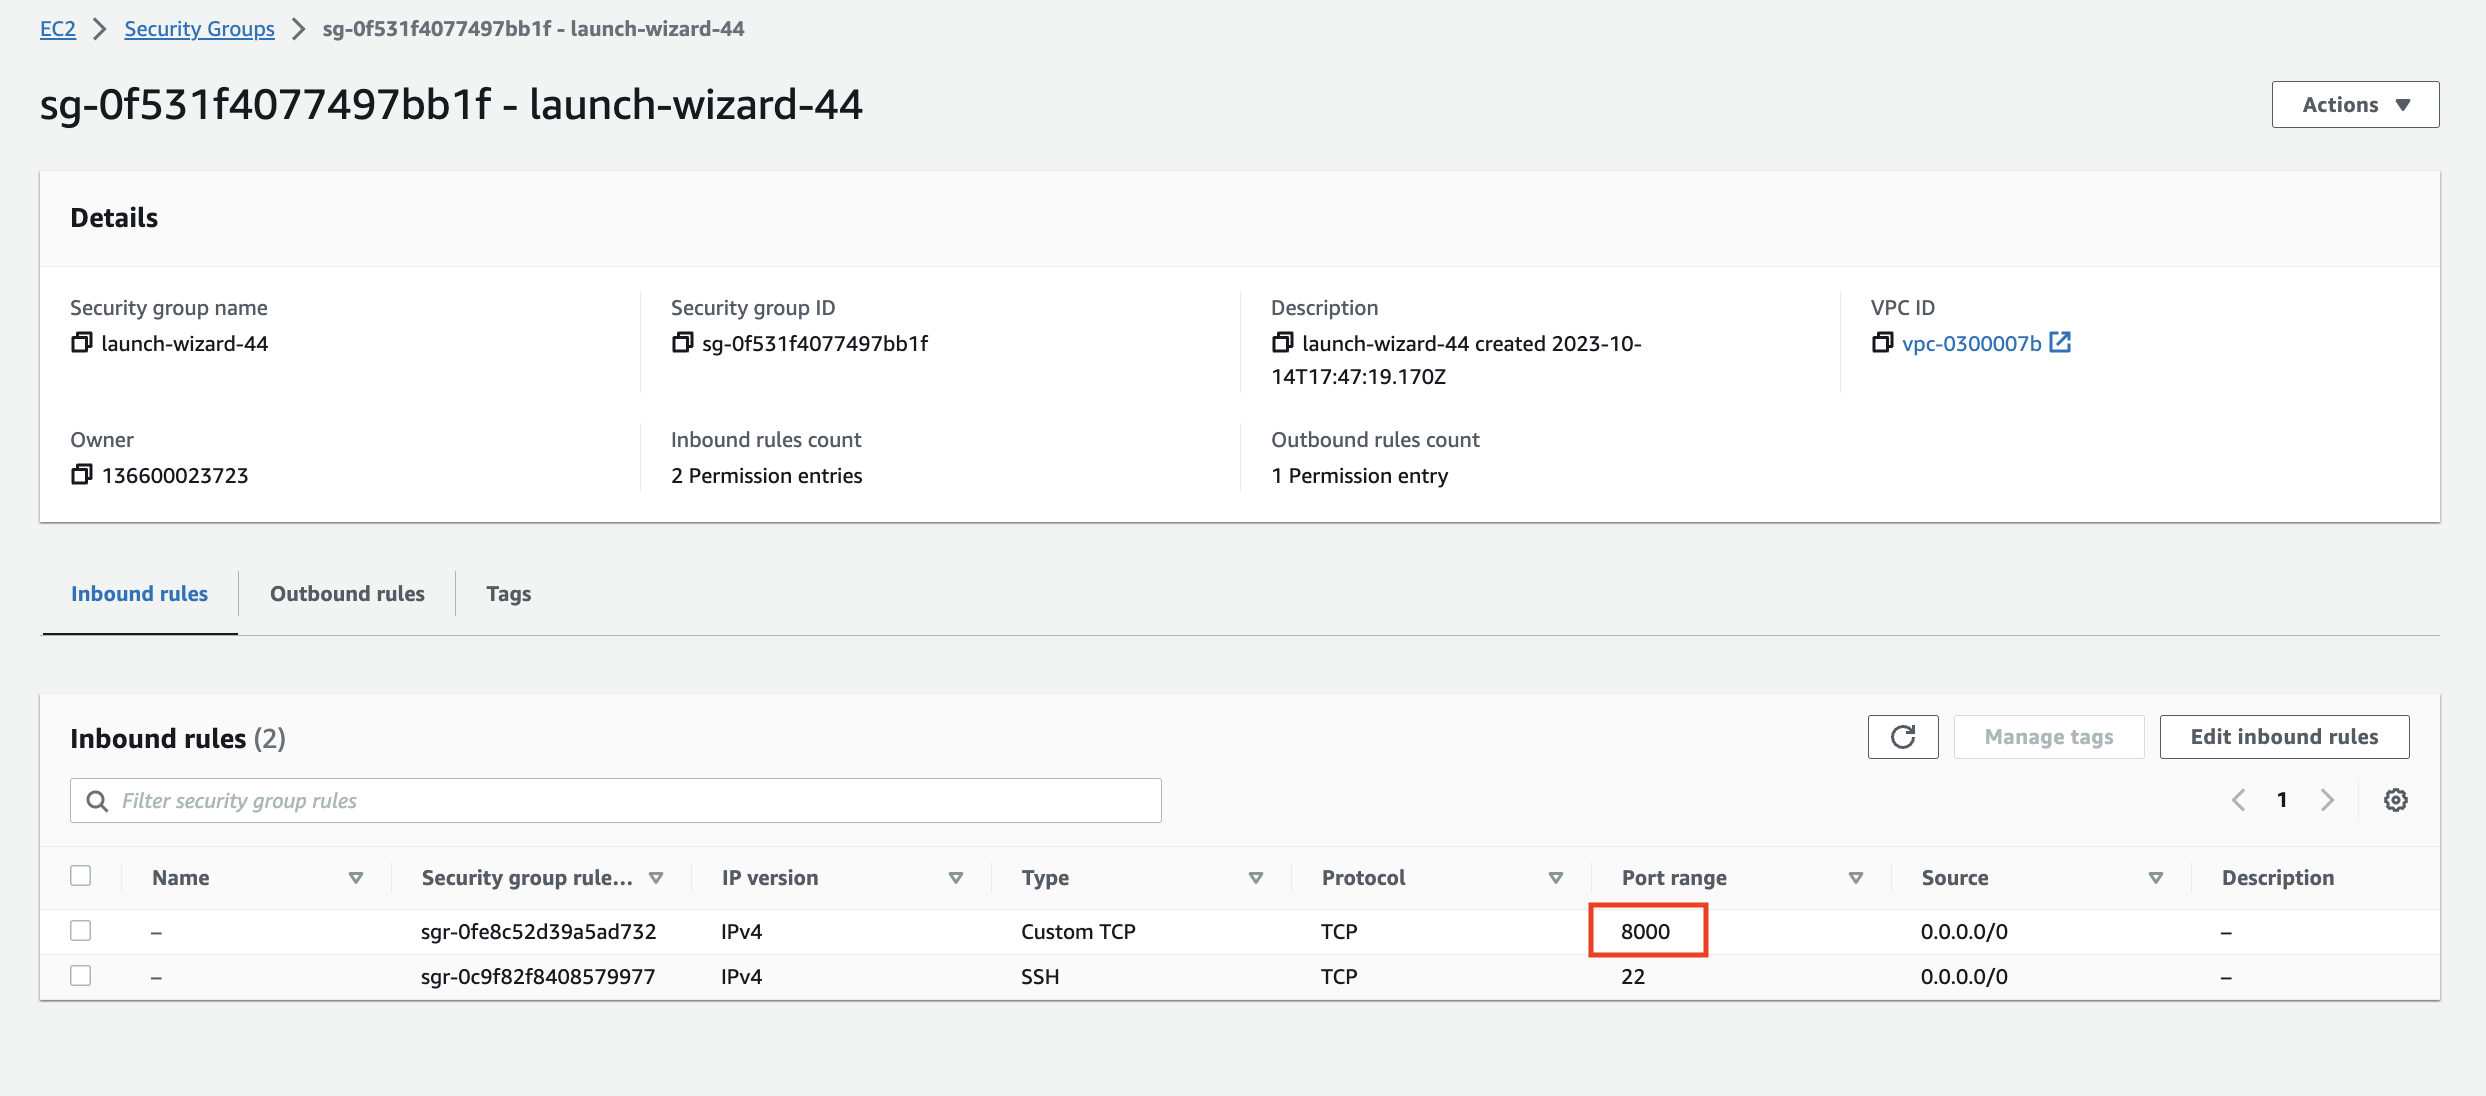 EC2 > Security Groups > sg-0f531f4077497bb1f - launch-wizard-44
sg-0f531f4077497bb1f - launch-wizard-44
Actions
Details
Security group name
launch-wizard-44
Security group ID
sg-0f531f4077497bb1f
Description
launch-wizard-44 created 2023-10-
14T17:47:19.170Z
VPC ID
vpc-0300007b
Owner
136600023723
Inbound rules count
2 Permission entries
Outbound rules count
1 Permission entry
Inbound rules Outbound rules Tags
Inbound rules (2)
Manage tags
Edit inbound rules
Filter security group rules
1
Name Security group rule... IP version Type Protocol Port range Source Description
– sgr-0fe8c52d39a5ad732 IPv4 Custom TCP TCP 8000 0.0.0.0/0 –
– sgr-0c9f82f8408579977 IPv4 SSH TCP 22 0.0.0.0/0 –